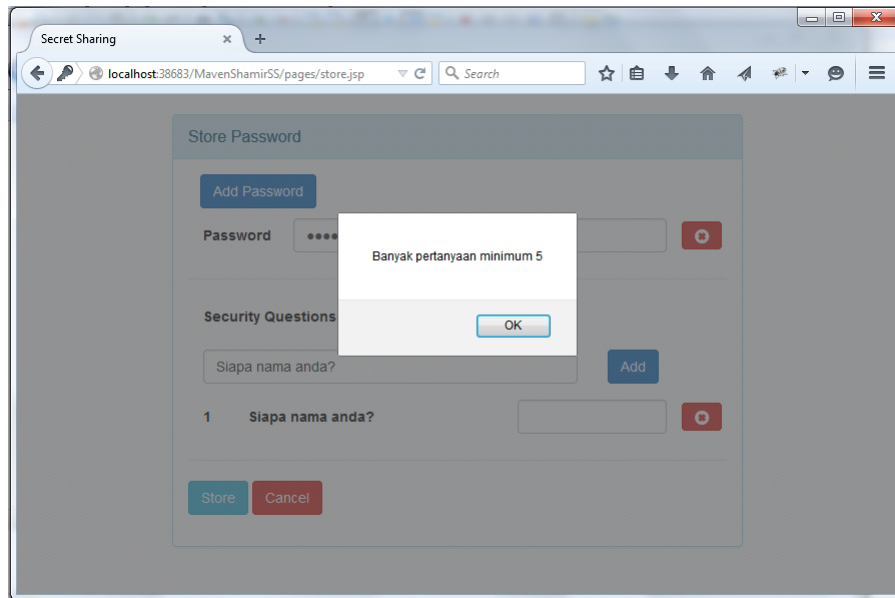 Secret Sharing
localhost:38683/MavenShamirSS/pages/store.jsp
Search
Store Password
Add Password
Password
Banyak pertanyaan minimum 5
OK
Security Questions
Siapa nama anda?
Add
1 Siapa nama anda?
Store Cancel